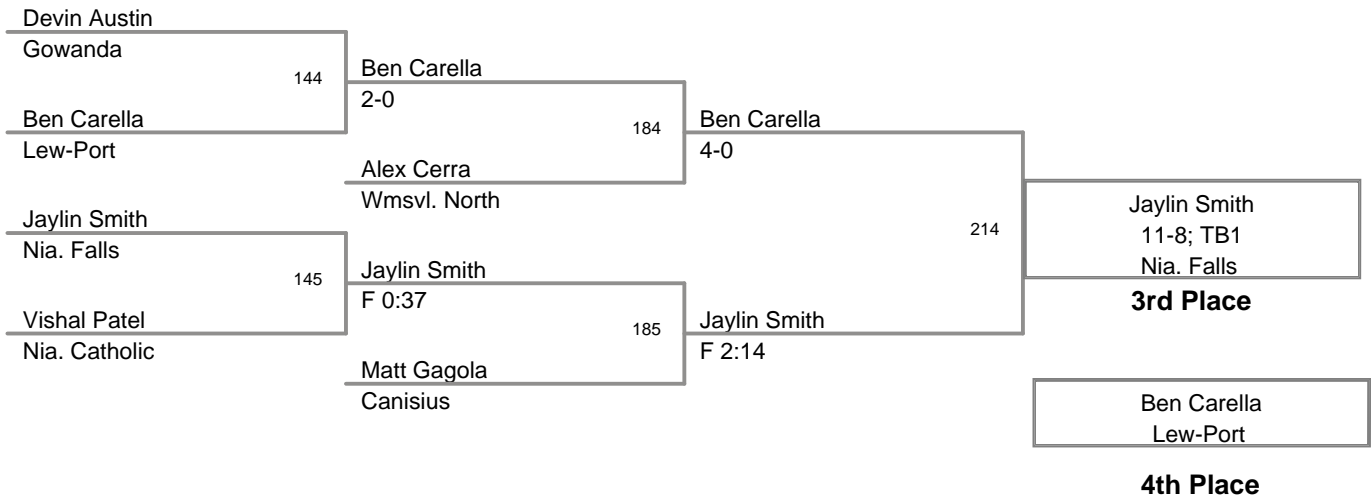 Devin Austin
Gowanda
144
Ben Carella
2-0
Ben Carella
Lew-Port
184
Ben Carella
4-0
Alex Cerra
Wmsvl. North
Jaylin Smith
Nia. Falls
214
Jaylin Smith
11-8; TB1
Nia. Falls
3rd Place
145
Jaylin Smith
F 0:37
Vishal Patel
Nia. Catholic
185
Jaylin Smith
F 2:14
Matt Gagola
Canisius
Ben Carella
Lew-Port
4th Place